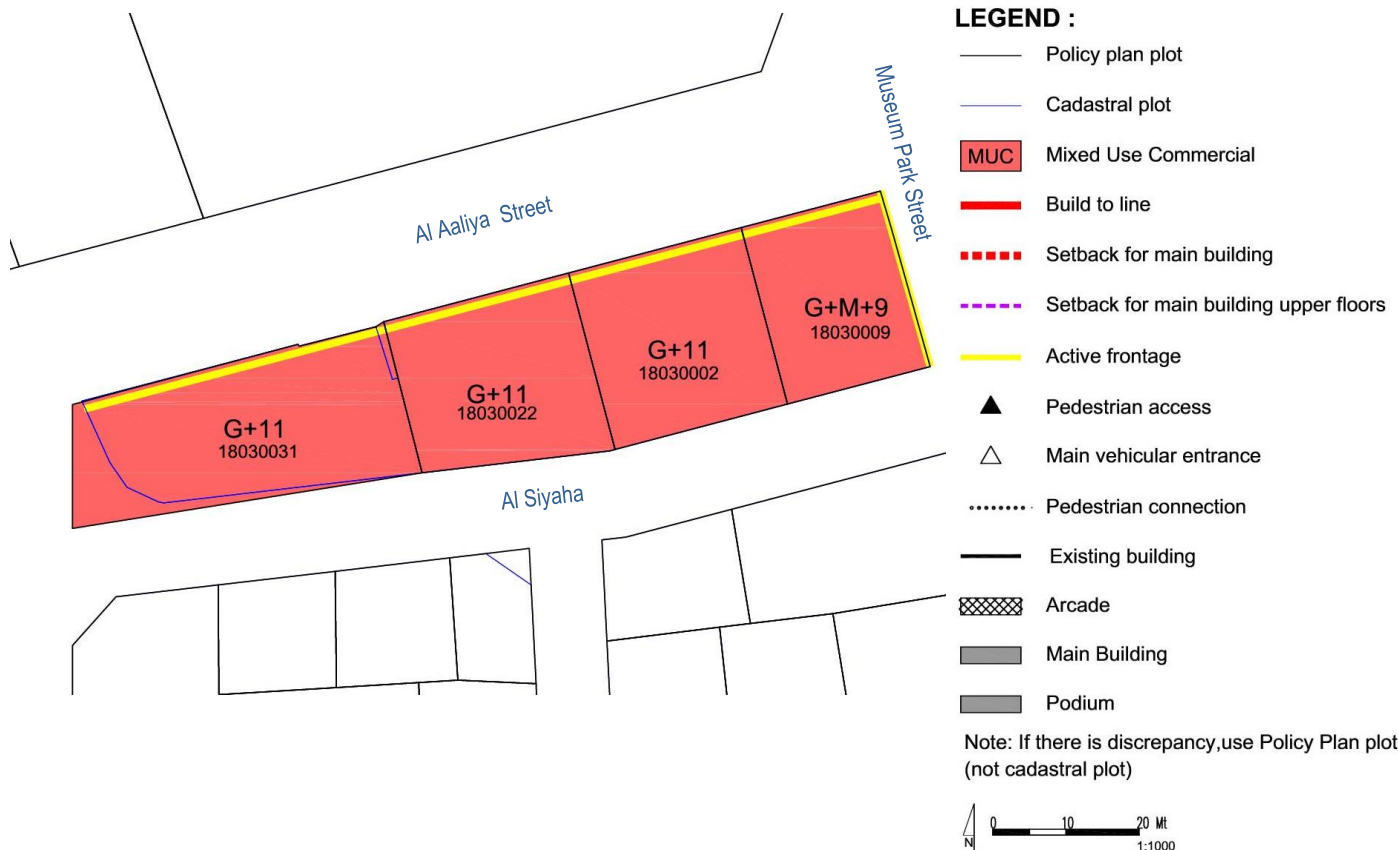 LEGEND :
Policy plan plot
Cadastral plot
MUC Mixed Use Commercial
Build to line
Setback for main building
Setback for main building upper floors
Active frontage
Pedestrian access
Main vehicular entrance
Pedestrian connection
Existing building
Arcade
Main Building
Podium
Note: If there is discrepancy,use Policy Plan plot
(not cadastral plot)
N
0 10 20 Mt
1:1000
Museum Park Street
Al Aaliya Street
G+M+9
18030009
G+11
18030002
G+11
18030022
G+11
18030031
Al Siyaha